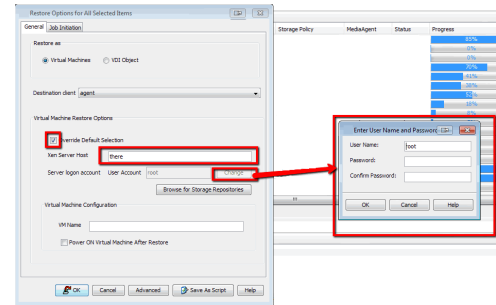 Restore Options for All Selected Items
General Job Initiation
Restore as
Virtual Machines VDI Object
Destination client agent
Virtual Machine Restore Options
Override Default Selection
Xen Server Host there
Server logon account User Account root Change
Browse for Storage Repositories
Virtual Machine Configuration
VM Name
Power ON Virtual Machine After Restore
OK Cancel Advanced Save As Script Help
Storage Policy MediaAgent Status Progress
0%
0%
70%
41%
38%
Enter User Name and Password
User Name: root
Password:
Confirm Password:
OK Cancel Help